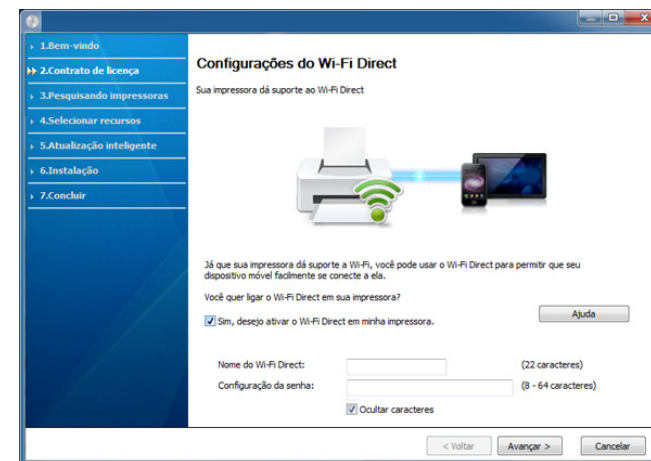 1.Bem-vindo
2.Contrato de licença
3.Pesquisando impressoras
4.Selecionar recursos
5.Atualização inteligente
6.Instalação
7.Concluir
Configurações do Wi-Fi Direct
Sua impressora dá suporte ao Wi-Fi Direct
Já que sua impressora dá suporte a Wi-Fi, você pode usar o Wi-Fi Direct para permitir que seu
dispositivo móvel facilmente se conecte a ela.
Você quer ligar o Wi-Fi Direct em sua impressora?
Sim, desejo ativar o Wi-Fi Direct em minha impressora.
Ajuda
Nome do Wi-Fi Direct: (22 caracteres)
Configuração da senha: (8 - 64 caracteres)
Ocultar caracteres
< Voltar Avançar > Cancelar